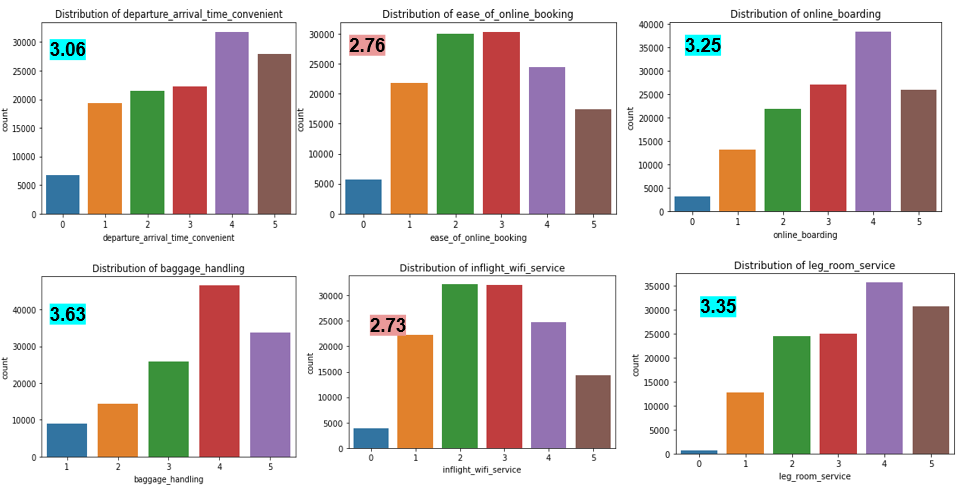 Distribution of departure_arrival_time_convenient
3.06
30000
25000
20000
15000
10000
5000
0
count
0 1 2 3 4 5
departure_arrival_time_convenient
Distribution of ease_of_online_booking
2.76
30000
25000
20000
15000
10000
5000
0
count
0 1 2 3 4 5
ease_of_online_booking
Distribution of online_boarding
3.25
40000
35000
30000
25000
20000
15000
10000
5000
0
count
0 1 2 3 4 5
online_boarding
Distribution of baggage_handling
3.63
40000
30000
20000
10000
0
count
1 2 3 4 5
baggage_handling
Distribution of inflight_wifi_service
2.73
30000
25000
20000
15000
10000
5000
0
count
0 1 2 3 4 5
inflight_wifi_service
Distribution of leg_room_service
3.35
35000
30000
25000
20000
15000
10000
5000
0
count
0 1 2 3 4 5
leg_room_service